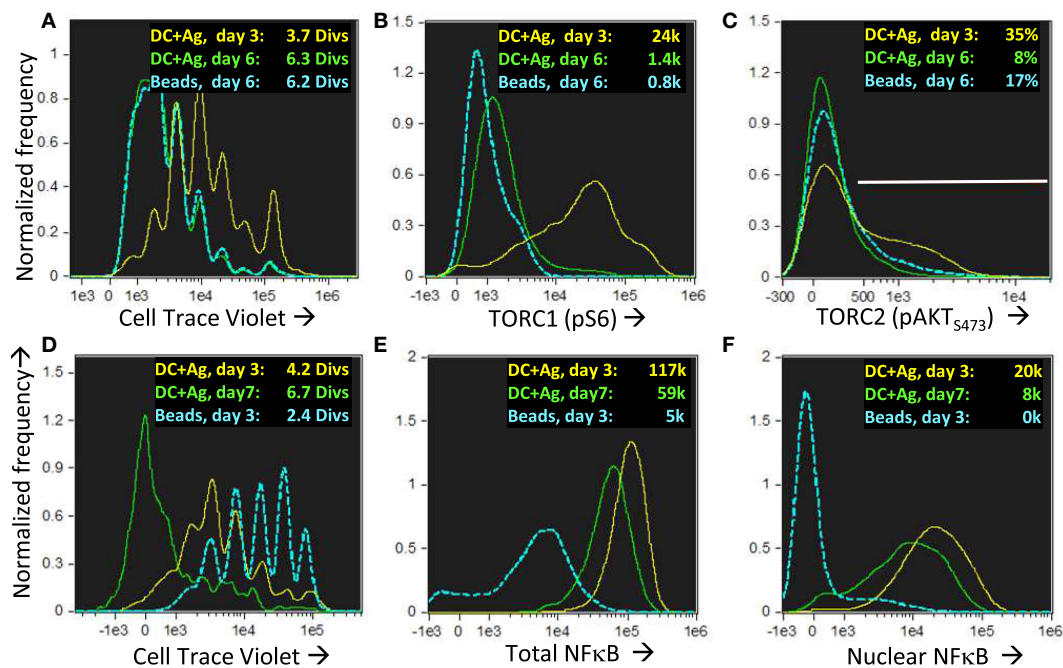 A
DC+Ag, day 3: 3.7 Divs
DC+Ag, day 6: 6.3 Divs
Beads, day 6: 6.2 Divs
1
0.8
0.6
0.4
0.2
0
-1e3 0 1e3 1e4 1e5
Normalized frequency
Cell Trace Violet →
B
DC+Ag, day 3: 24k
DC+Ag, day 6: 1.4k
Beads, day 6: 0.8k
1.5
1.2
0.9
0.6
0.3
0
-1e3 0 1e3 1e4 1e5 1e6
TORC1 (pS6) →
C
DC+Ag, day 3: 35%
DC+Ag, day 6: 8%
Beads, day 6: 17%
1.5
1.2
0.9
0.6
0.3
0
-300 0 500 1e3 1e4
TORC2 (pAKTS473) →
D
DC+Ag, day 3: 4.2 Divs
DC+Ag, day7: 6.7 Divs
Beads, day 3: 2.4 Divs
1.5
1.2
0.9
0.6
0.3
0
-1e3 0 1e3 1e4 1e5
Normalized frequency→
Cell Trace Violet →
E
DC+Ag, day 3: 117k
DC+Ag, day7: 59k
Beads, day 3: 5k
2
1.5
1
0.5
0
-1e3 0 1e3 1e4 1e5 1e6
Total NFκB →
F
DC+Ag, day 3: 20k
DC+Ag, day7: 8k
Beads, day 3: 0k
2
1.5
1
0.5
0
-1e3 0 1e3 1e4 1e5 1e6
Nuclear NFκB →